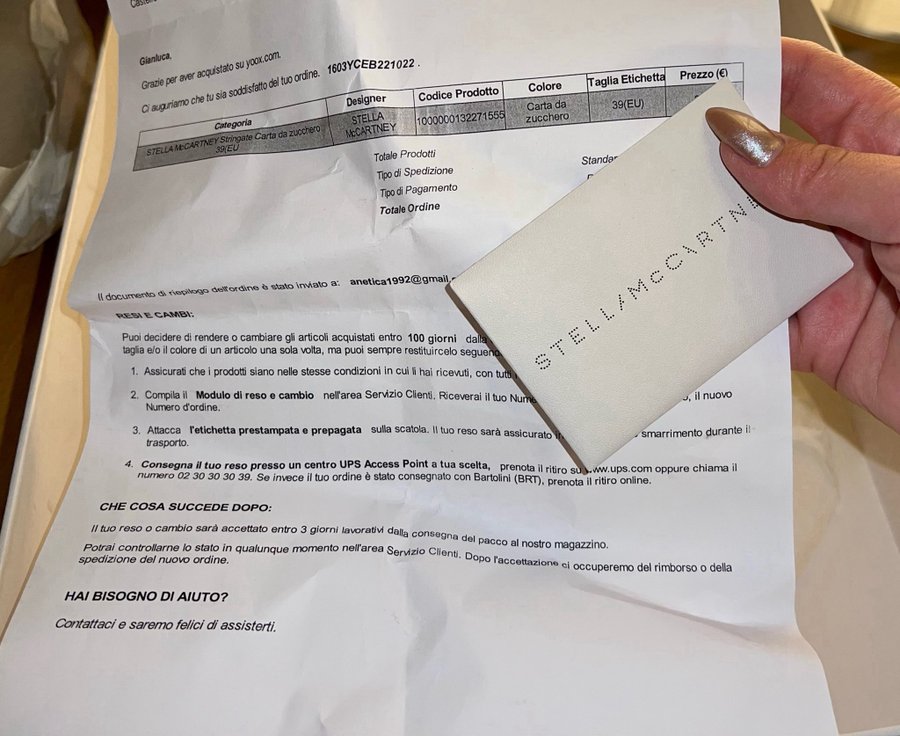 Gianluca,
Grazie per aver acquistato su yoox.com.
Ci auguriamo che tu sia soddisfatto del tuo ordine. 1603YCEB221022 .
Categoria Designer Codice Prodotto Colore Taglia Etichetta Prezzo (€)
STELLA McCARTNEY Stringate Carta da zucchero STELLA 1000000132271555 Carta da 39(EU)
39(EU McCARTNEY zucchero
Totale Prodotti
Tipo di Spedizione
Tipo di Pagamento
Totale Ordine
Il documento di riepilogo dell'ordine è stato inviato a: anetica1992@gmail.
RESI E CAMBI:
Puoi decidere di rendere o cambiare gli articoli acquistati entro 100 giorni
taglia e/o il colore di un articolo una sola volta, ma puoi sempre restituircelo
1. Assicurati che i prodotti siano nelle stesse condizioni in cui li hai ricevuti, con tutti
2. Compila il Modulo di reso e cambio nell'area Servizio Clienti. Riceverai il tuo il nuovo
Numero d'ordine.
3. Attacca l'etichetta prestampata e prepagata sulla scatola. Il tuo reso sarà assicurato smarrimento durante il
trasporto.
4. Consegna il tuo reso presso un centro UPS Access Point a tua scelta, prenota il ritiro su www.ups.com oppure chiama il
numero 02 30 30 30 39. Se invece il tuo ordine è stato consegnato con Bartolini (BRT), prenota il ritiro online.
CHE COSA SUCCEDE DOPO:
Il tuo reso o cambio sarà accettato entro 3 giorni lavorativi dalla consegna del pacco al nostro magazzino.
Potrai controllarne lo stato in qualunque momento nell'area Servizio Clienti. Dopo l'accettazione ci occuperemo del rimborso o della
spedizione del nuovo ordine.
HAI BISOGNO DI AIUTO?
Contattaci e saremo felici di assisterti.
STELLA McCARTNE